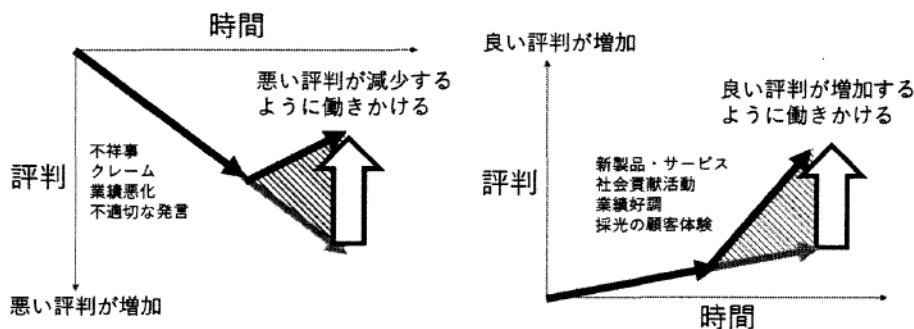 時間
悪い評判が減少する
ように働きかける
不祥事
クレーム
業績悪化
不適切な発言
評判
悪い評判が増加
良い評判が増加
良い評判が増加する
ように働きかける
新製品・サービス
社会貢献活動
業績好調
採光の顧客体験
評判
時間